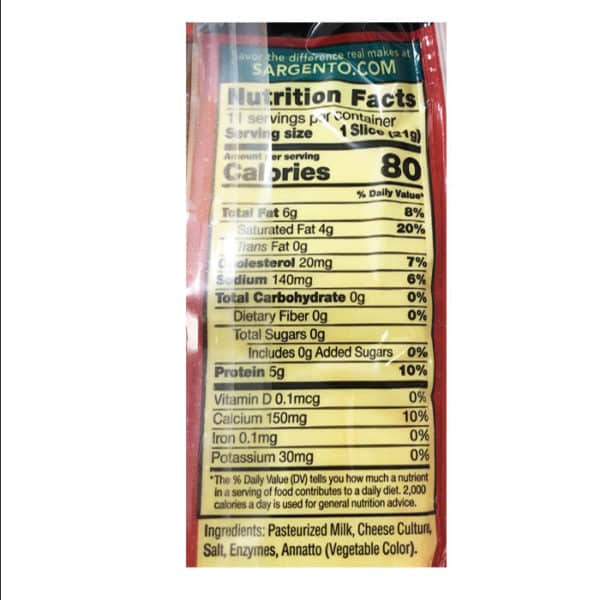 Savor the difference real makes at
SARGENTO.COM
Nutrition Facts
11 servings per container
Serving size 1 Slice (21g)
Amount per serving
Calories 80
% Daily Value*
Total Fat 6g 8%
Saturated Fat 4g 20%
Trans Fat 0g
Cholesterol 20mg 7%
Sodium 140mg 6%
Total Carbohydrate 0g 0%
Dietary Fiber 0g 0%
Total Sugars 0g
Includes 0g Added Sugars 0%
Protein 5g 10%
Vitamin D 0.1mcg 0%
Calcium 150mg 10%
Iron 0.1mg 0%
Potassium 30mg 0%
*The % Daily Value (DV) tells you how much a nutrient
in a serving of food contributes to a daily diet. 2,000
calories a day is used for general nutrition advice.
Ingredients: Pasteurized Milk, Cheese Culture,
Salt, Enzymes, Annatto (Vegetable Color).